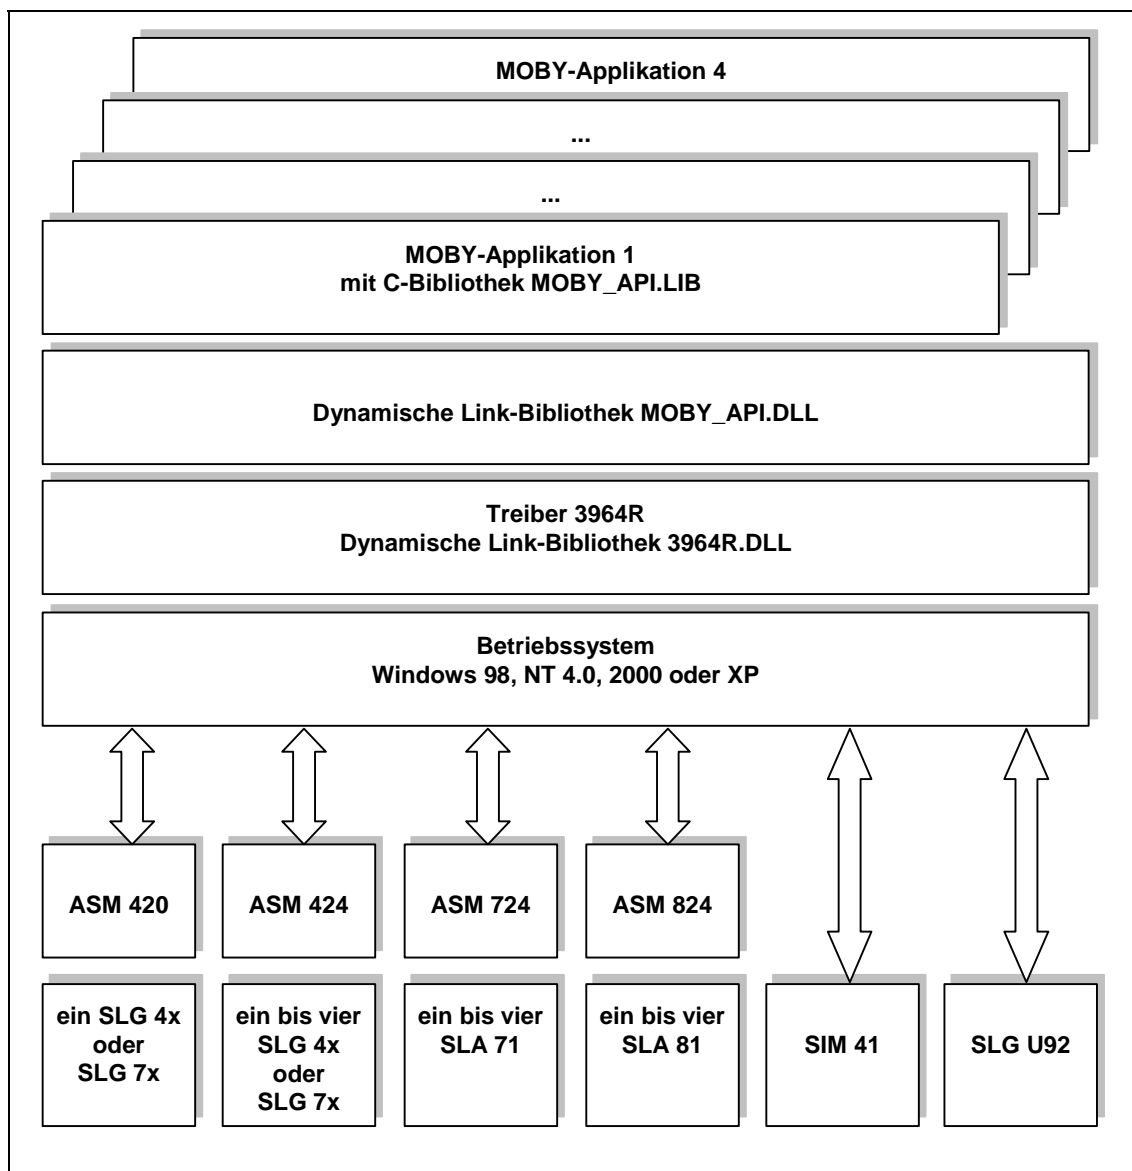 MOBY-Applikation 4
...
...
MOBY-Applikation 1
mit C-Bibliothek MOBY_API.LIB
Dynamische Link-Bibliothek MOBY_API.DLL
Treiber 3964R
Dynamische Link-Bibliothek 3964R.DLL
Betriebssystem
Windows 98, NT 4.0, 2000 oder XP
ASM 420
ASM 424
ASM 724
ASM 824
ein SLG 4x
oder
SLG 7x
ein bis vier
SLG 4x
oder
SLG 7x
ein bis vier
SLA 71
ein bis vier
SLA 81
SIM 41
SLG U92